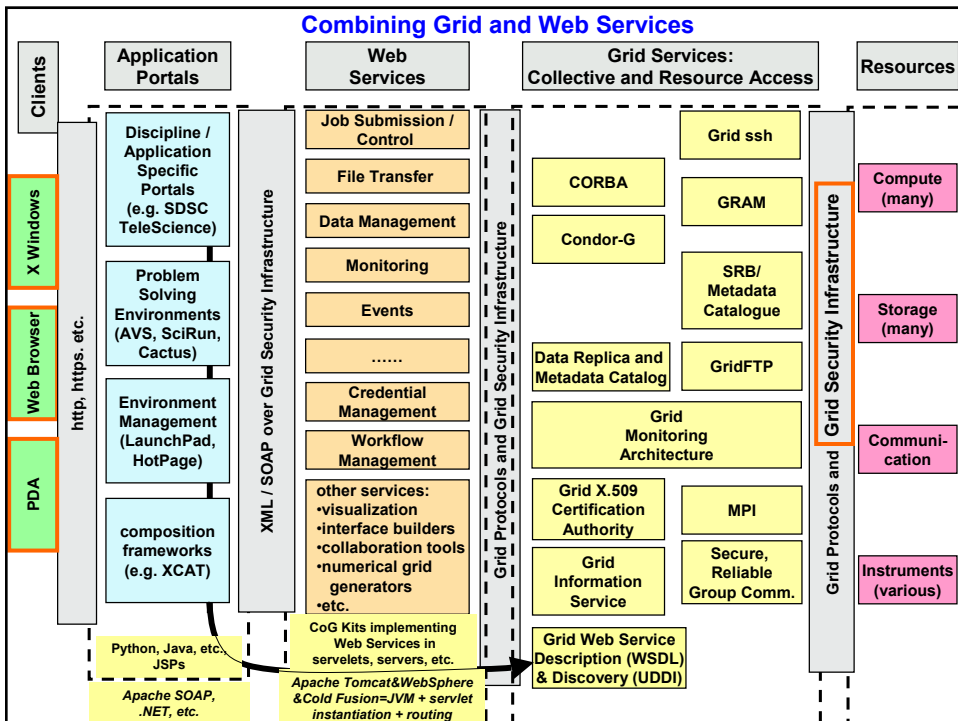 Combining Grid and Web Services
Clients
Application
Portals
Web
Services
Grid Services:
Collective and Resource Access
Resources
X Windows
Web Browser
PDA
http, https. etc.
Discipline /
Application
Specific
Portals
(e.g. SDSC
TeleScience)
Problem
Solving
Environments
(AVS, SciRun,
Cactus)
Environment
Management
(LaunchPad,
HotPage)
composition
frameworks
(e.g. XCAT)
Python, Java, etc.,
JSPs
Apache SOAP,
.NET, etc.
XML / SOAP over Grid Security Infrastructure
Job Submission /
Control
File Transfer
Data Management
Monitoring
Events
……
Credential
Management
Workflow
Management
other services:
•visualization
•interface builders
•collaboration tools
•numerical grid
generators
•etc.
CoG Kits implementing
Web Services in
servelets, servers, etc.
Apache Tomcat&WebSphere
&Cold Fusion=JVM + servlet
instantiation + routing
Grid Protocols and Grid Security Infrastructure
Grid ssh
CORBA
GRAM
Condor-G
SRB/
Metadata
Catalogue
Data Replica and
Metadata Catalog
GridFTP
Grid
Monitoring
Architecture
Grid X.509
Certification
Authority
MPI
Grid
Information
Service
Secure,
Reliable
Group Comm.
Grid Web Service
Description (WSDL)
& Discovery (UDDI)
Grid Protocols and Grid Security Infrastructure
Compute
(many)
Storage
(many)
Communi-
cation
Instruments
(various)